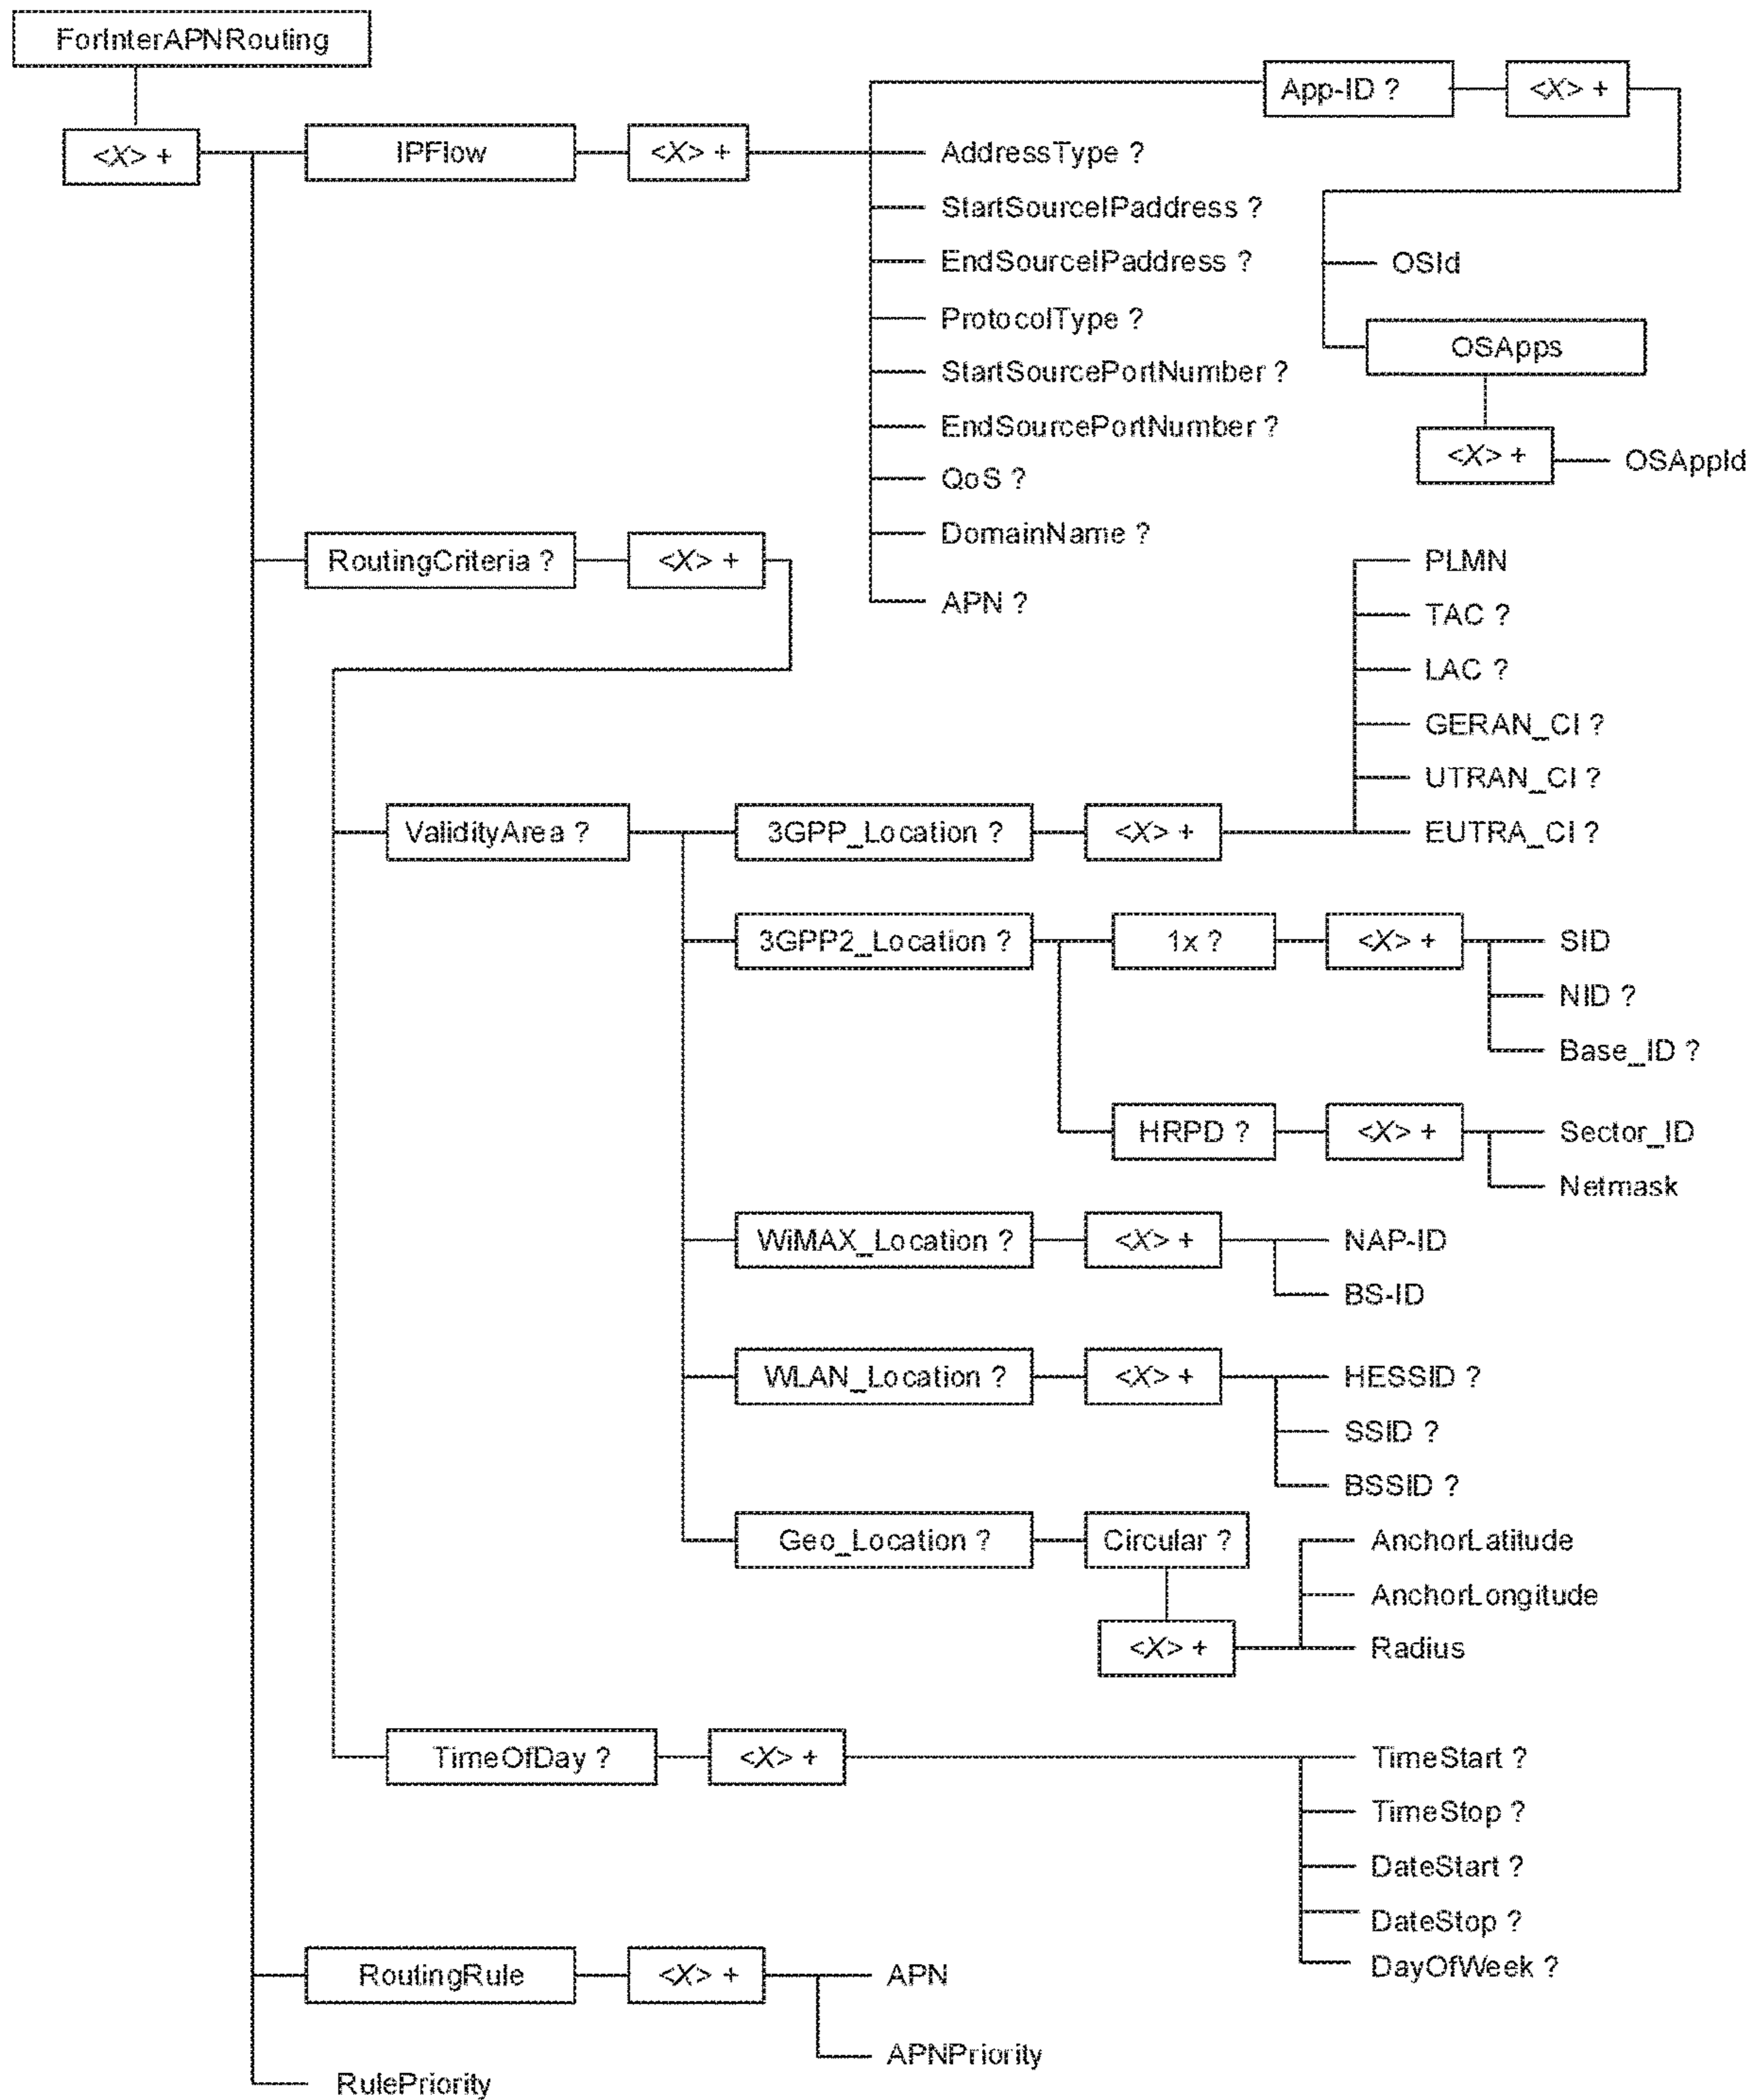 ForInterAPNRouting
<X> +
IPFlow
<X> +
App-ID ?
<X> +
AddressType ?
StartSourceIPaddress ?
EndSourceIPaddress ?
ProtocolType ?
StartSourcePortNumber ?
EndSourcePortNumber ?
QoS ?
DomainName ?
APN ?
OSId
OSApps
<X> +
OSAppId
RoutingCriteria ?
<X> +
ValidityArea ?
3GPP_Location ?
<X> +
PLMN
TAC ?
LAC ?
GERAN_CI ?
UTRAN_CI ?
EUTRA_CI ?
3GPP2_Location ?
1x ?
<X> +
SID
NID ?
Base_ID ?
HRPD ?
<X> +
Sector_ID
Netmask
WiMAX_Location ?
<X> +
NAP-ID
BS-ID
WLAN_Location ?
<X> +
HESSID ?
SSID ?
BSSID ?
Geo_Location ?
Circular ?
<X> +
AnchorLatitude
AnchorLongitude
Radius
TimeOfDay ?
<X> +
TimeStart ?
TimeStop ?
DateStart ?
DateStop ?
DayOfWeek ?
RoutingRule
<X> +
APN
APNPriority
RulePriority